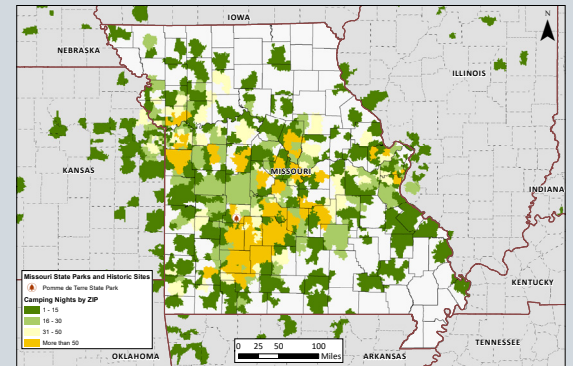 IOWA
N
NEBRASKA
ILLINOIS
KANSAS
MISSOURI
INDIANA
Missouri State Parks and Historic Sites
Pomme de Terre State Park
Camping Nights by ZIP
1 - 15
16 - 30
31 - 50
More than 50
KENTUCKY
0 25 50 100
Miles
TENNESSEE
OKLAHOMA
ARKANSAS